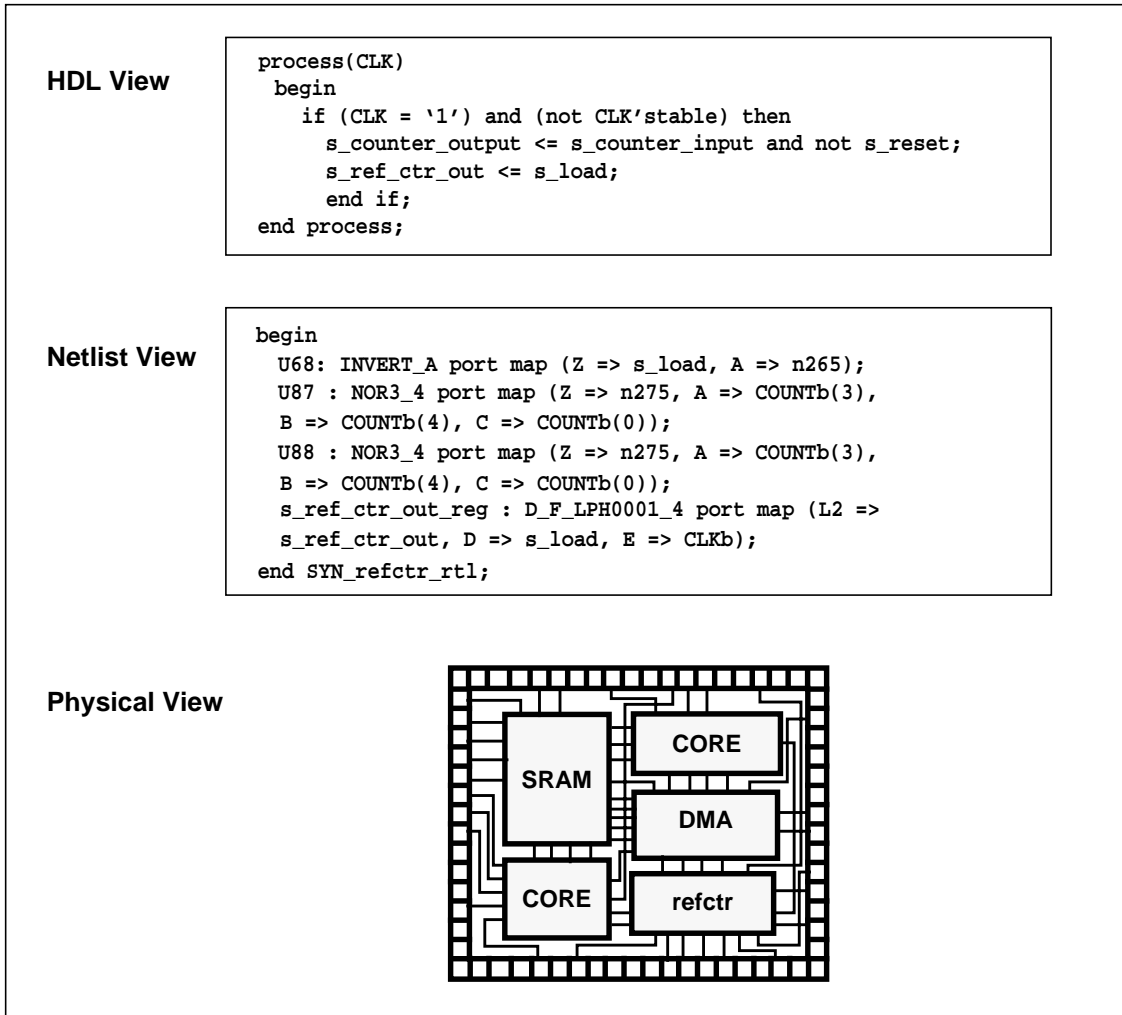 HDL View
process(CLK)
begin
if (CLK = ‘1’) and (not CLK’stable) then
s_counter_output <= s_counter_input and not s_reset;
s_ref_ctr_out <= s_load;
end if;
end process;
Netlist View
begin
U68: INVERT_A port map (Z => s_load, A => n265);
U87 : NOR3_4 port map (Z => n275, A => COUNTb(3),
B => COUNTb(4), C => COUNTb(0));
U88 : NOR3_4 port map (Z => n275, A => COUNTb(3),
B => COUNTb(4), C => COUNTb(0));
s_ref_ctr_out_reg : D_F_LPH0001_4 port map (L2 =>
s_ref_ctr_out, D => s_load, E => CLKb);
end SYN_refctr_rtl;
Physical View
CORE
SRAM
DMA
CORE
refctr